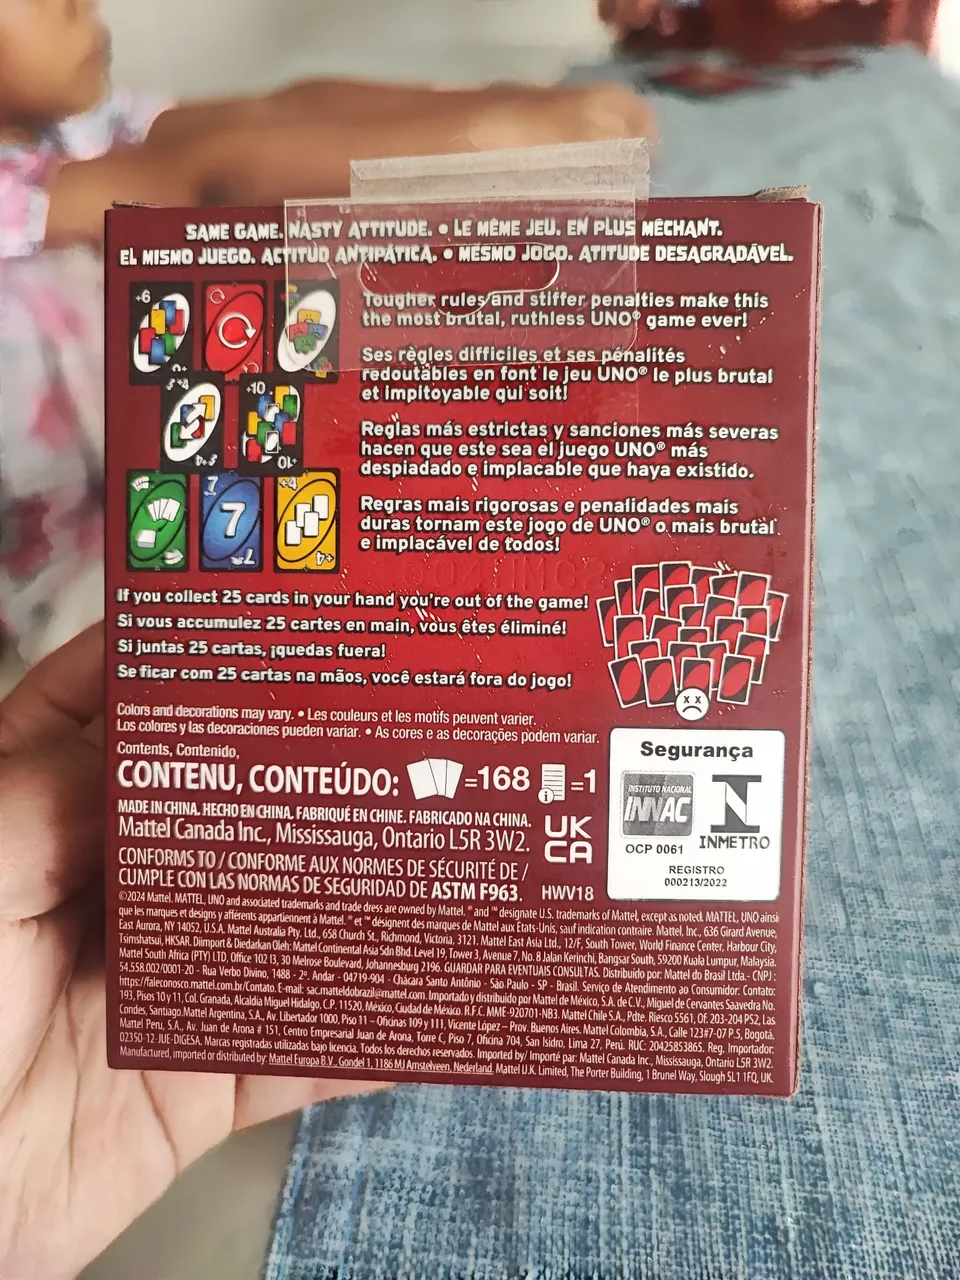 SAME GAME. NASTY ATTITUDE. • LE MÊME JEU. EN PLUS MÉCHANT.
EL MISMO JUEGO. ACTITUD ANTIPÁTICA. • MESMO JOGO. ATITUDE DESAGRADÁVEL.
+6
+10
+10
7
7
7
+4
+4
Tougher rules and stiffer penalties make this
the most brutal, ruthless UNO® game ever!
Ses règles difficiles et ses pénalités
redoutables en font le jeu UNO® le plus brutal
et impitoyable qui soit!
Reglas más estrictas y sanciones más severas
hacen que este sea el juego UNO® más
despiadado e implacable que haya existido.
Regras mais rigorosas e penalidades mais
duras tornam este jogo de UNO® o mais brutal
e implacável de todos!
If you collect 25 cards in your hand you're out of the game!
Si vous accumulez 25 cartes en main, vous êtes éliminé!
Si juntas 25 cartas, ¡quedas fuera!
Se ficar com 25 cartas na mãos, você estará fora do jogo!
Colors and decorations may vary. • Les couleurs et les motifs peuvent varier.
Los colores y las decoraciones pueden variar. • As cores e as decorações podem variar.
Contents, Contenido,
CONTENU, CONTEÚDO: =168 =1
MADE IN CHINA. HECHO EN CHINA. FABRIQUÉ EN CHINE. FABRICADO NA CHINA.
Mattel Canada Inc., Mississauga, Ontario L5R 3W2.
UK
CA
CONFORMS TO / CONFORME AUX NORMES DE SÉCURITÉ DE /
CUMPLE CON LAS NORMAS DE SEGURIDAD DE ASTM F963.
HWV18
Segurança
INSTITUTO NACIONAL
INNAC
OCP 0061
INMETRO
REGISTRO
000213/2022
©2024 Mattel. MATTEL, UNO and associated trademarks and trade dress are owned by Mattel. ® and ™ designate U.S. trademarks of Mattel, except as noted. MATTEL, UNO ainsi
que les marques et designs y afférents appartiennent à Mattel. ® et ™ désignent des marques de Mattel aux États-Unis, sauf indication contraire. Mattel, Inc., 636 Girard Avenue,
East Aurora, NY 14052, U.S.A. Mattel Australia Pty. Ltd., 658 Church St., Richmond, Victoria, 3121. Mattel East Asia Ltd., 12/F, South Tower, World Finance Center, Harbour City,
Tsimshatsui, HKSAR. Diimport & Diedarkan Oleh: Mattel Continental Asia Sdn Bhd. Level 19, Tower 3, Avenue 7, No. 8 Jalan Kerinchi, Bangsar South, 59200 Kuala Lumpur, Malaysia.
Mattel South Africa (PTY) LTD, Office 102 I3, 30 Melrose Boulevard, Johannesburg 2196. GUARDAR PARA EVENTUAIS CONSULTAS. Distribuído por: Mattel do Brasil Ltda.- CNPJ :
54.558.002/0001-20 - Rua Verbo Divino, 1488 - 2º. Andar - 04719-904 - Chácara Santo Antônio - São Paulo - SP - Brasil. Serviço de Atendimento ao Consumidor: Contato:
https://faleconosco.mattel.com.br/Contato. E-mail: sac.matteldobrazil@mattel.com. Importado y distribuido por Mattel de México, S.A. de C.V., Miguel de Cervantes Saavedra No.
193, Pisos 10 y 11, Col. Granada, Alcaldía Miguel Hidalgo, C.P. 11520, México, Ciudad de México. R.F.C. MME-920701-NB3. Mattel Chile S.A., Pdte. Riesco 5561, Of. 203-204 PS2, Las
Condes, Santiago. Mattel Argentina, S.A., Av. Libertador 1000, Piso 11 – Oficinas 109 y 111, Vicente López – Prov. Buenos Aires. Mattel Colombia, S.A., Calle 123#7-07 P.5, Bogotá.
Mattel Peru, S.A., Av. Juan de Arona # 151, Centro Empresarial Juan de Arona, Torre C, Piso 7, Oficina 704, San Isidro, Lima 27, Perú. RUC: 20425853865. Reg. Importador:
02350-12-JUE-DIGESA. Marcas registradas utilizadas bajo licencia. Todos los derechos reservados. Imported by/ Importé par: Mattel Canada Inc., Mississauga, Ontario L5R 3W2.
Manufactured, imported or distributed by: Mattel Europa B.V., Gondel 1, 1186 MJ Amstelveen, Nederland. Mattel U.K. Limited, The Porter Building, 1 Brunel Way, Slough SL1 1FQ, UK.